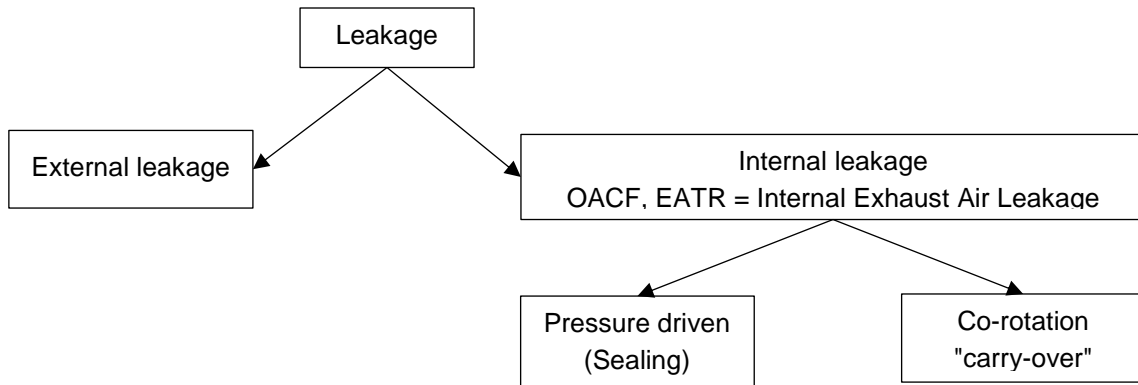 Leakage
External leakage
Internal leakage
OACF, EATR = Internal Exhaust Air Leakage
Pressure driven
(Sealing)
Co-rotation
"carry-over"